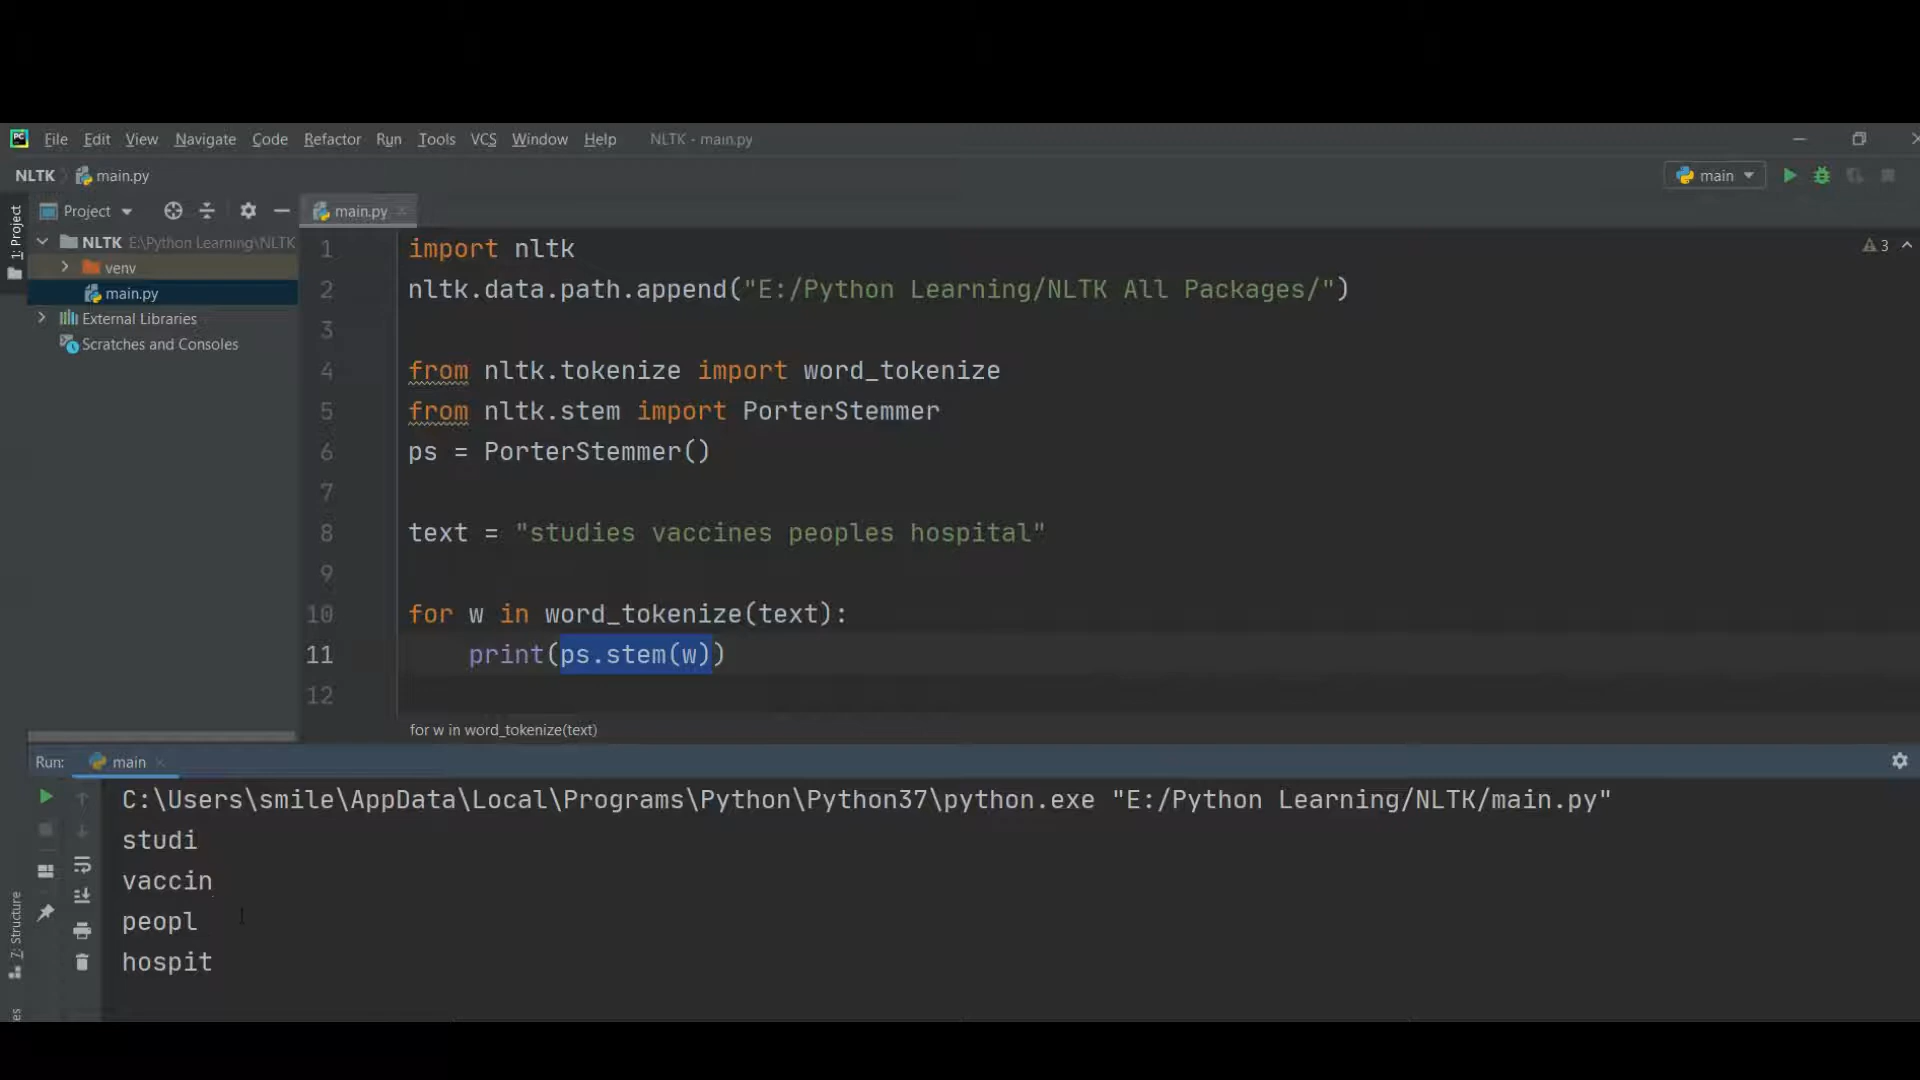 File Edit View Navigate Code Refactor Run Tools VCS Window Help NLTK - main.py
NLTK main.py
main
1: Project
Project
main.py
NLTK E:\Python Learning\NLTK
venv
main.py
External Libraries
Scratches and Consoles
3
1 import nltk
2 nltk.data.path.append("E:/Python Learning/NLTK All Packages/")
3
4 from nltk.tokenize import word_tokenize
5 from nltk.stem import PorterStemmer
6 ps = PorterStemmer()
7
8 text = "studies vaccines peoples hospital"
9
10 for w in word_tokenize(text):
11 print(ps.stem(w))
12
for w in word_tokenize(text)
Run: main
C:\Users\smile\AppData\Local\Programs\Python\Python37\python.exe "E:/Python Learning/NLTK/main.py"
studi
vaccin
peopl
hospit
7: Structure